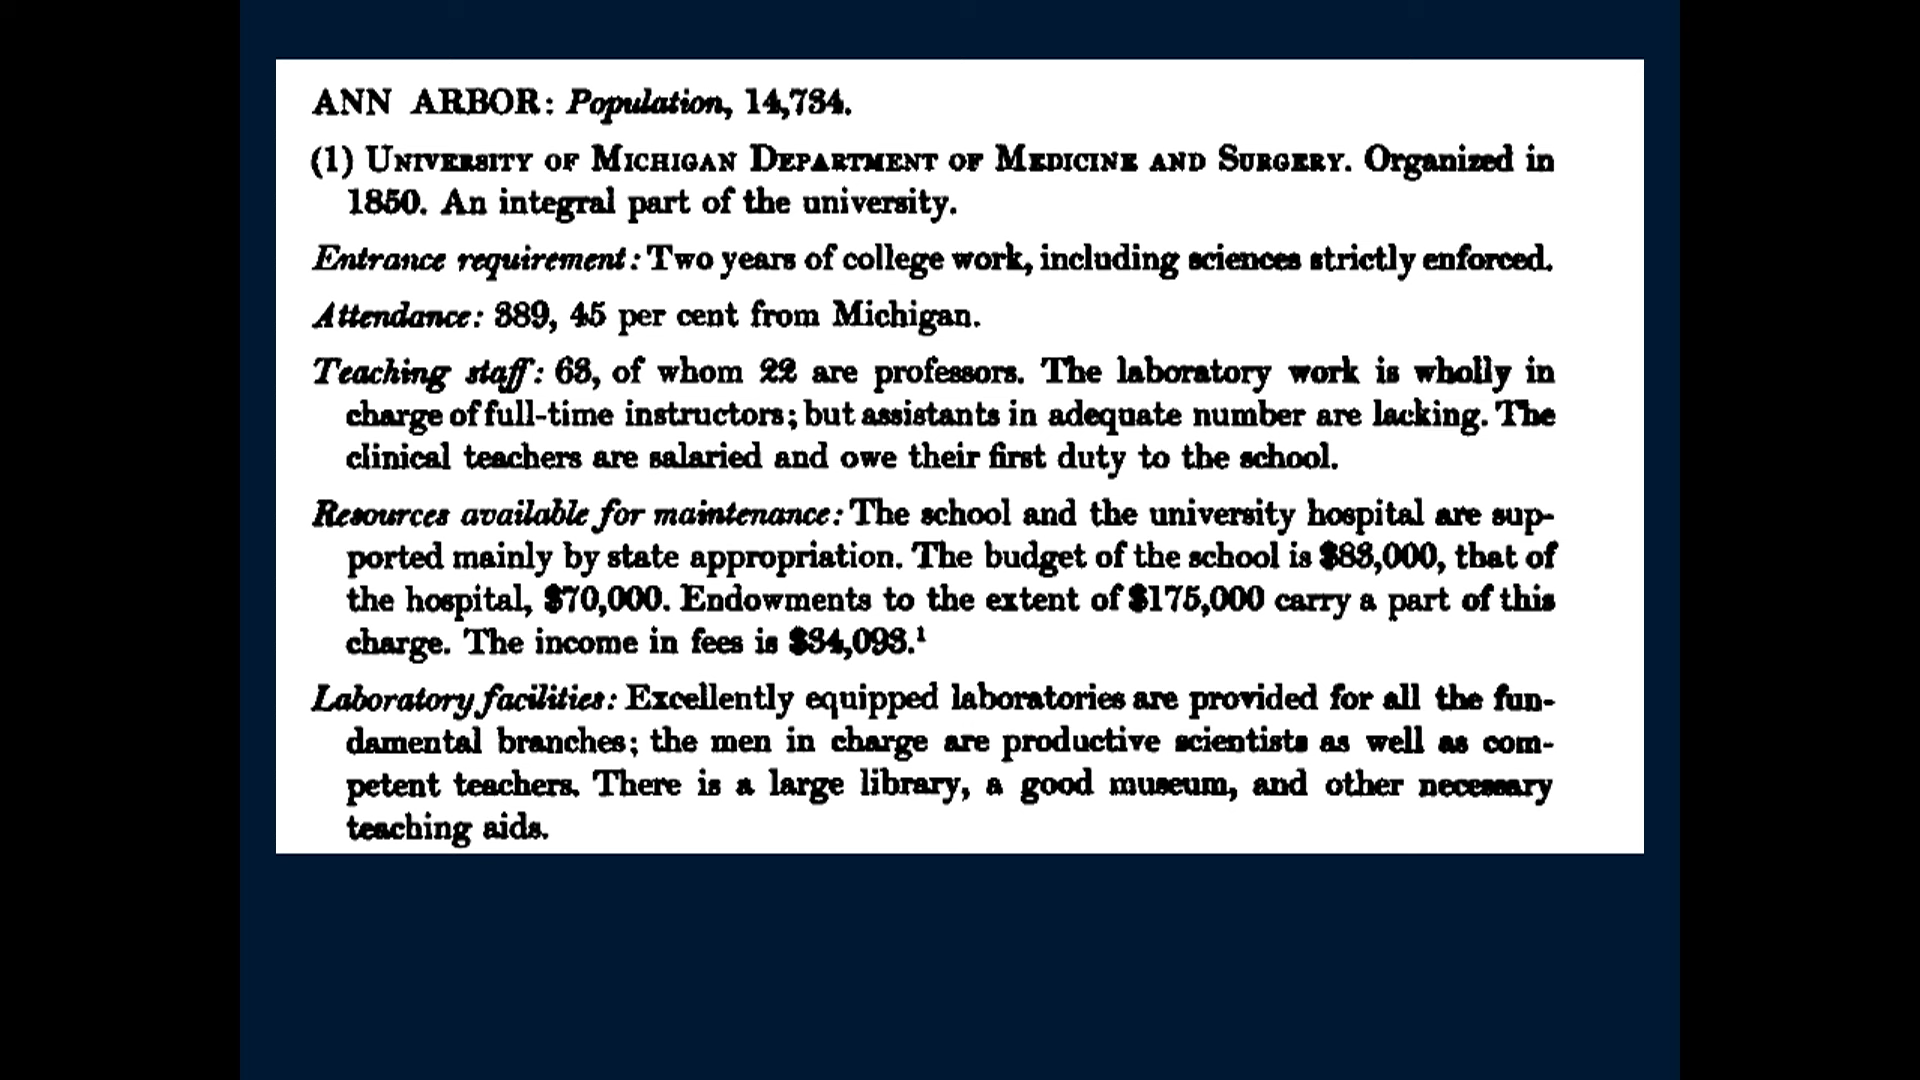 ANN ARBOR: Population, 14,734.
(1) UNIVERSITY OF MICHIGAN DEPARTMENT OF MEDICINE AND SURGERY. Organized in
1850. An integral part of the university.
Entrance requirement: Two years of college work, including sciences strictly enforced.
Attendance: 389, 45 per cent from Michigan.
Teaching staff: 63, of whom 22 are professors. The laboratory work is wholly in
charge of full-time instructors; but assistants in adequate number are lacking. The
clinical teachers are salaried and owe their first duty to the school.
Resources available for maintenance: The school and the university hospital are sup-
ported mainly by state appropriation. The budget of the school is $83,000, that of
the hospital, $70,000. Endowments to the extent of $175,000 carry a part of this
charge. The income in fees is $34,093.¹
Laboratory facilities: Excellently equipped laboratories are provided for all the fun-
damental branches; the men in charge are productive scientists as well as com-
petent teachers. There is a large library, a good museum, and other necessary
teaching aids.